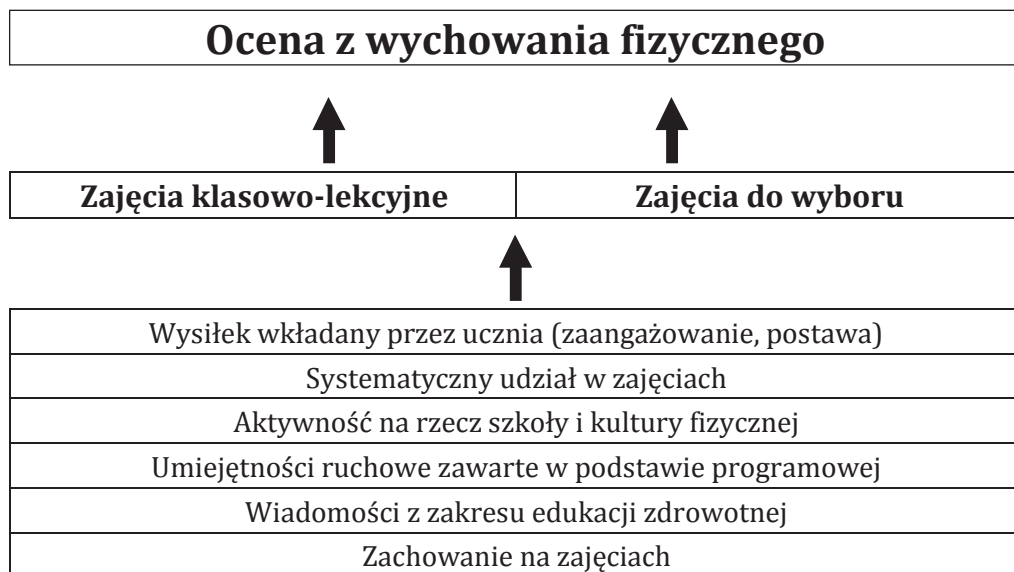 Ocena z wychowania fizycznego
Zajęcia klasowo-lekcyjne
Zajęcia do wyboru
Wysiłek wkładany przez ucznia (zaangażowanie, postawa)
Systematyczny udział w zajęciach
Aktywność na rzecz szkoły i kultury fizycznej
Umiejętności ruchowe zawarte w podstawie programowej
Wiadomości z zakresu edukacji zdrowotnej
Zachowanie na zajęciach